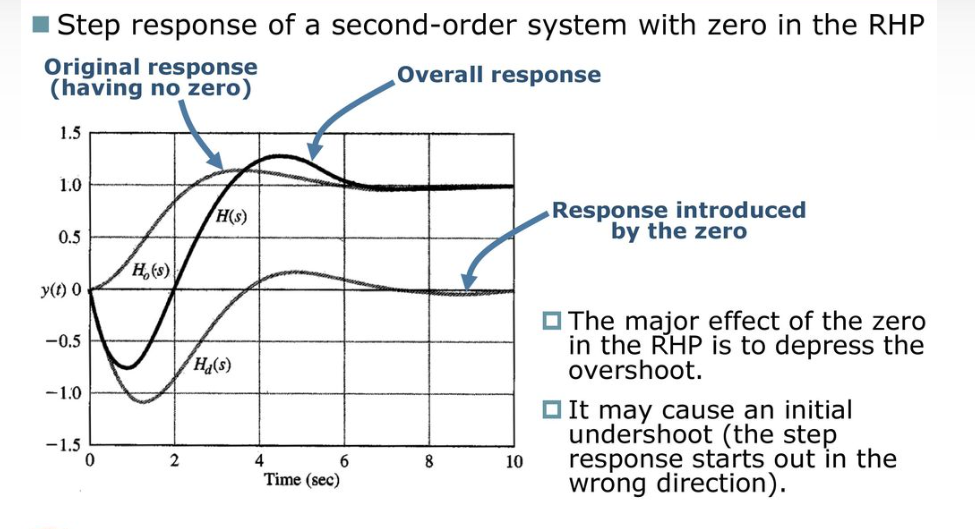 Step response of a second-order system with zero in the RHP
Original response
(having no zero)
Overall response
1.5
1.0
H(s)
Response introduced
by the zero
0.5
H₀(s)
y(t) 0
The major effect of the zero
in the RHP is to depress the
overshoot.
−0.5
H_d(s)
−1.0
It may cause an initial
undershoot (the step
response starts out in the
wrong direction).
−1.5
0 2 4 6 8 10
Time (sec)